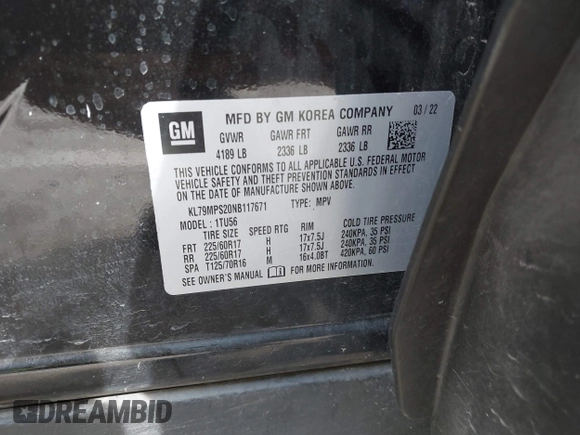 MFD BY GM KOREA COMPANY 03 / 22
GM
GVWR GAWR FRT GAWR RR
4189 LB 2336 LB 2336 LB
THIS VEHICLE CONFORMS TO ALL APPLICABLE U.S. FEDERAL MOTOR
VEHICLE SAFETY AND THEFT PREVENTION STANDARDS IN EFFECT
ON THE DATE OF MANUFACTURE SHOWN ABOVE.
KL79MPS20NB117671 TYPE: MPV
MODEL : 1TU56
TIRE SIZE SPEED RTG RIM COLD TIRE PRESSURE
FRT 225/60R17 H 17x7.5J 240KPA, 35 PSI
RR 225/60R17 H 17x7.5J 240KPA, 35 PSI
SPA T125/70R16 M 16x4.0BT 420KPA, 60 PSI
SEE OWNER'S MANUAL FOR MORE INFORMATION.
DREAMBID